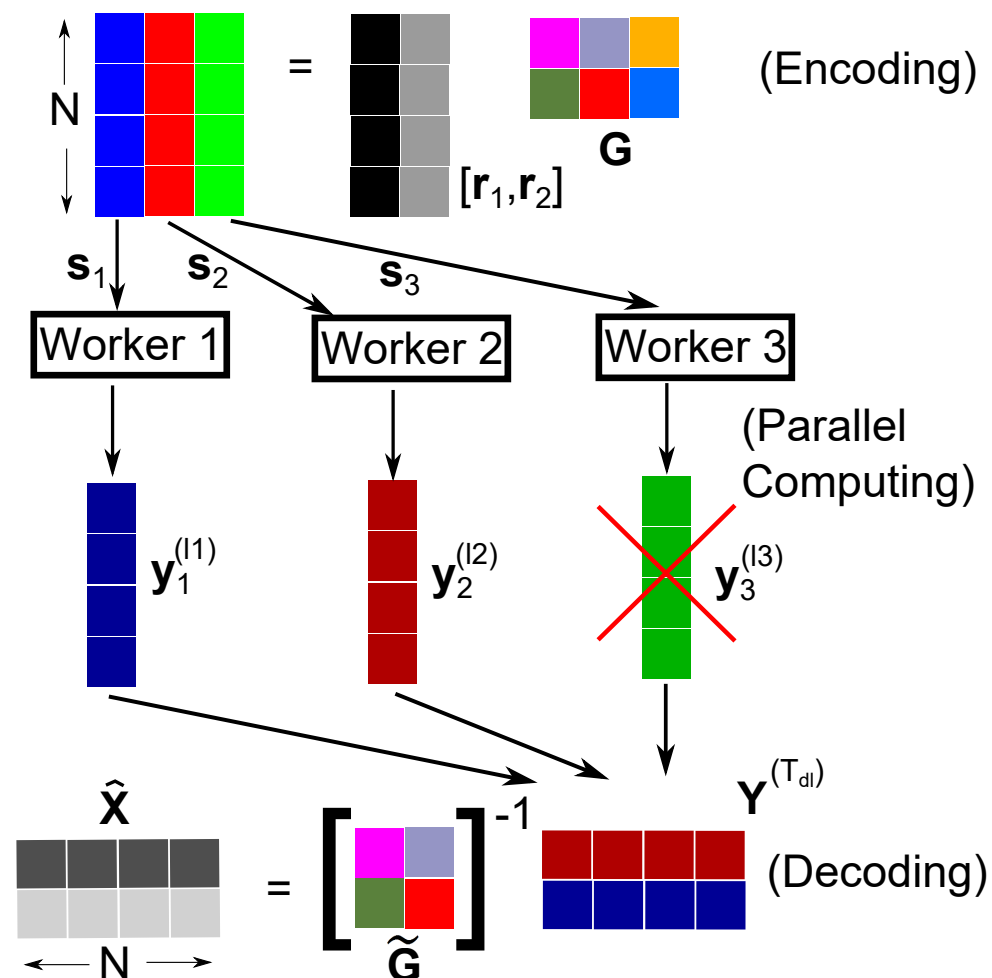 N
=
(Encoding)
G
[r₁,r₂]
s₁
s₂
s₃
Worker 1
Worker 2
Worker 3
(Parallel
Computing)
y₁⁽ˡ¹⁾
y₂⁽ˡ²⁾
y₃⁽ˡ³⁾
Y^(T_dl)
X̂
-1
=
(Decoding)
G̃
N